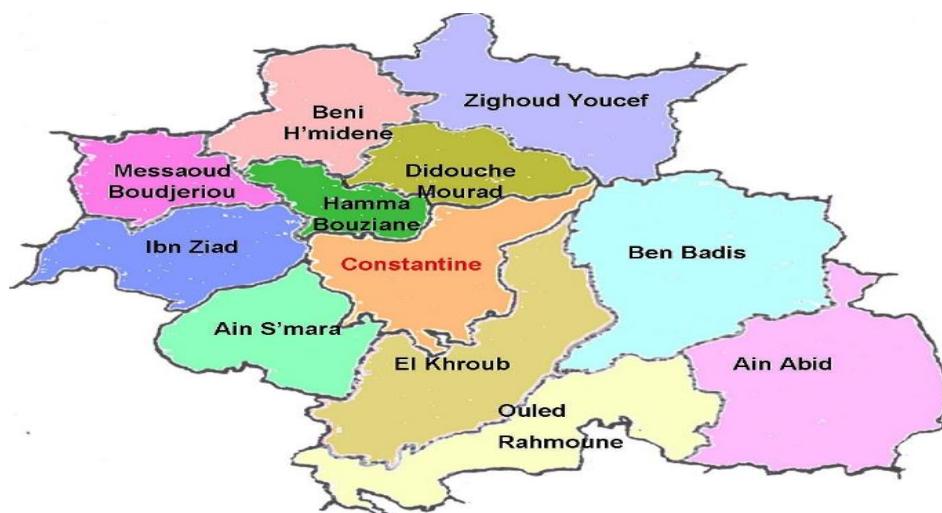 Zighoud Youcef
Beni
H'midene
Didouche
Mourad
Messaoud
Boudjeriou
Hamma
Bouziane
Ibn Ziad
Constantine
Ben Badis
Ain S'mara
El Khroub
Ain Abid
Ouled
Rahmoune